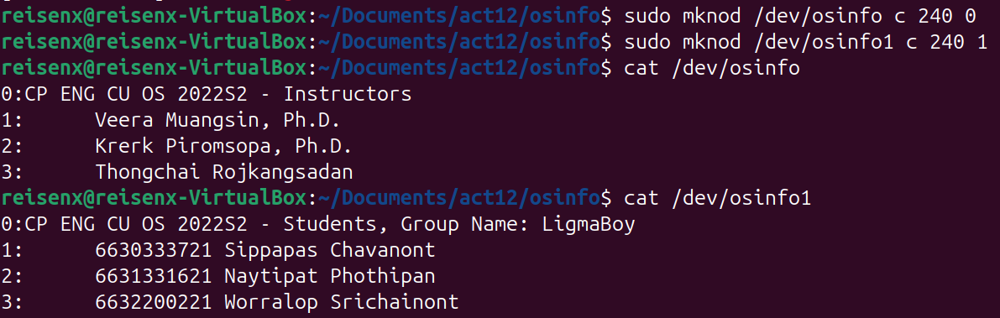 reisenx@reisenx-VirtualBox:~/Documents/act12/osinfo$ sudo mknod /dev/osinfo c 240 0
reisenx@reisenx-VirtualBox:~/Documents/act12/osinfo$ sudo mknod /dev/osinfo1 c 240 1
reisenx@reisenx-VirtualBox:~/Documents/act12/osinfo$ cat /dev/osinfo
0:CP ENG CU OS 2022S2 - Instructors
1:      Veera Muangsin, Ph.D.
2:      Krerk Piromsopa, Ph.D.
3:      Thongchai Rojkangsadan
reisenx@reisenx-VirtualBox:~/Documents/act12/osinfo$ cat /dev/osinfo1
0:CP ENG CU OS 2022S2 - Students, Group Name: LigmaBoy
1:      6630333721 Sippapas Chavanont
2:      6631331621 Naytipat Phothipan
3:      6632200221 Worralop Srichainont